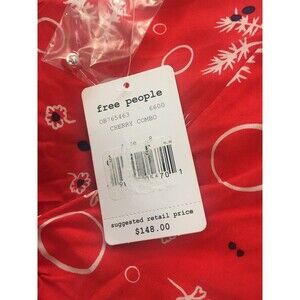 free people
OB765463 6600
CHERRY COMBO
suggested retail price
$148.00